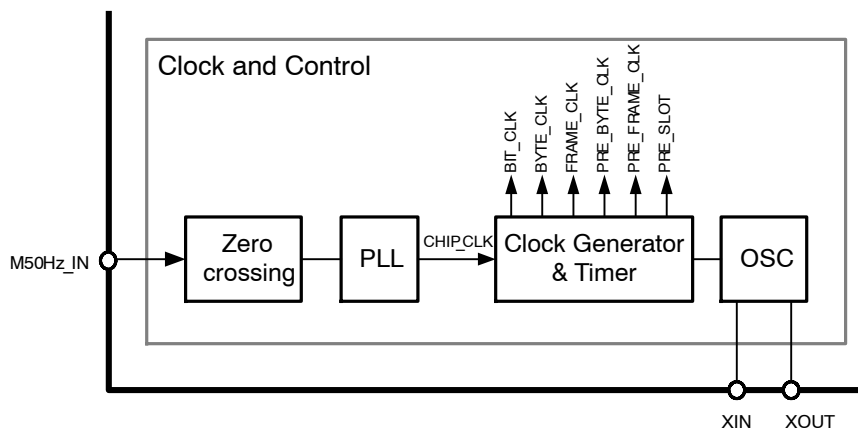 Clock and Control
BIT_CLK
BYTE_CLK
FRAME_CLK
PRE_BYTE_CLK
PRE_FRAME_CLK
PRE_SLOT
M50Hz_IN
Zero
crossing
PLL
CHIP_CLK
Clock Generator
& Timer
OSC
XIN
XOUT